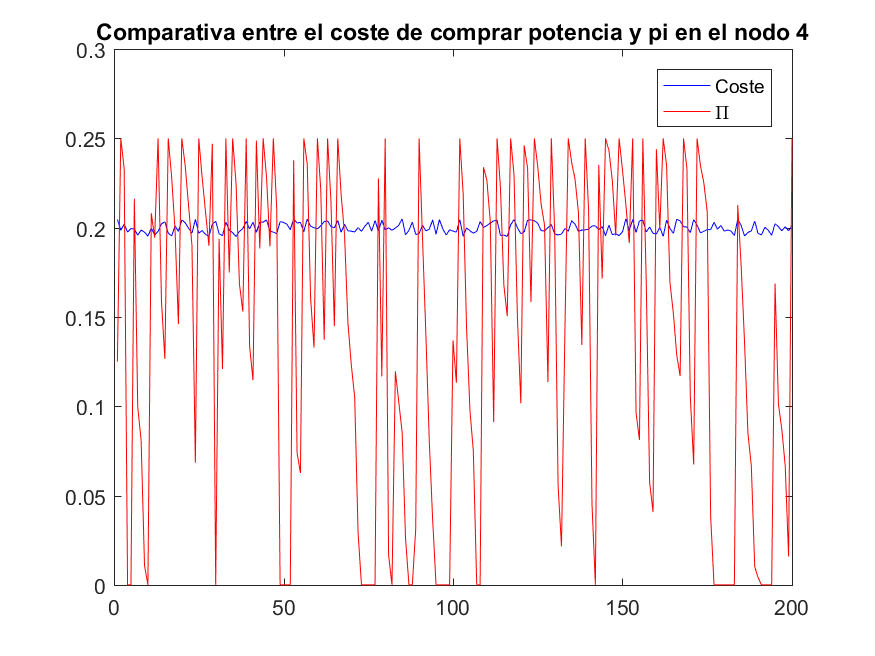 Comparativa entre el coste de comprar potencia y pi en el nodo 4
0.3
Coste
Π
0.25
0.2
0.15
0.1
0.05
0
0 50 100 150 200